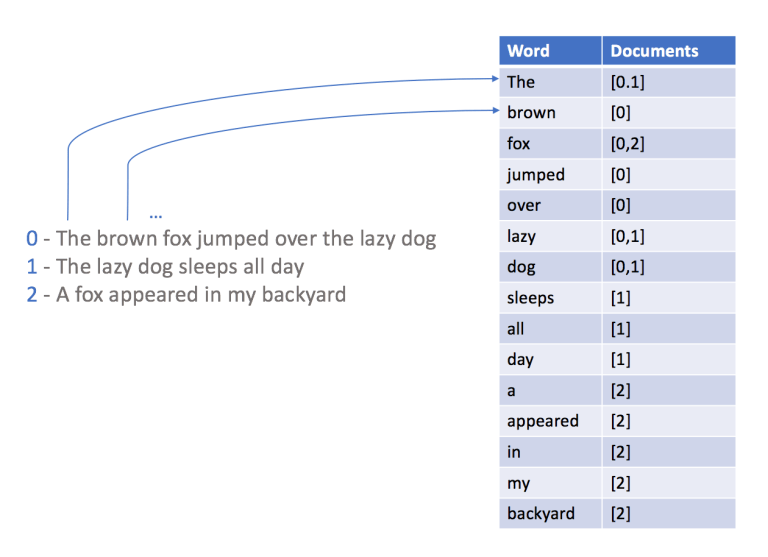 Word Documents
The [0.1]
brown [0]
fox [0,2]
jumped [0]
over [0]
lazy [0,1]
dog [0,1]
sleeps [1]
all [1]
day [1]
a [2]
appeared [2]
in [2]
my [2]
backyard [2]
...
0 - The brown fox jumped over the lazy dog
1 - The lazy dog sleeps all day
2 - A fox appeared in my backyard